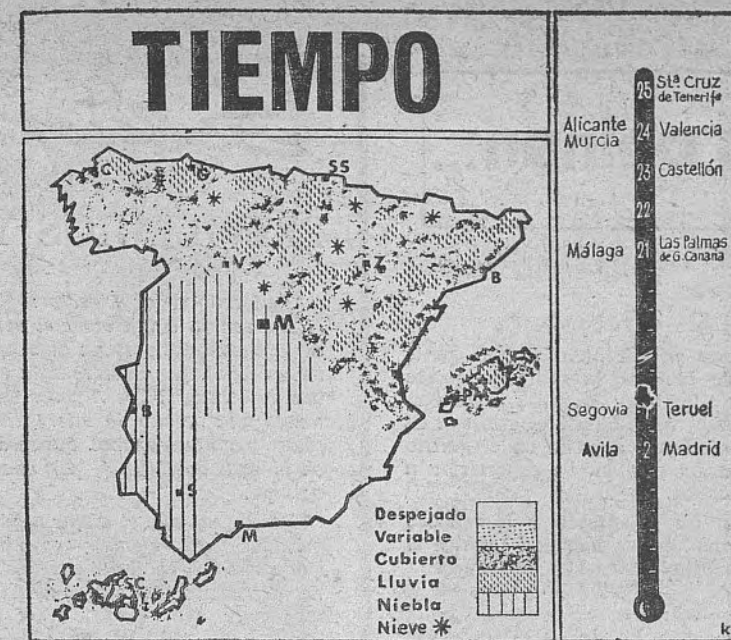 TIEMPO
C
O
SS
V
Z
B
M
B
PM
S
M
SC
LP
Despejado
Variable
Cubierto
Lluvia
Niebla
Nieve
25 Stª Cruz
de Tenerife
Alicante 24 Valencia
Murcia
23 Castellón
22
Málaga 21 Las Palmas
de G. Canaria
Segovia Teruel
Avila -2 Madrid
k